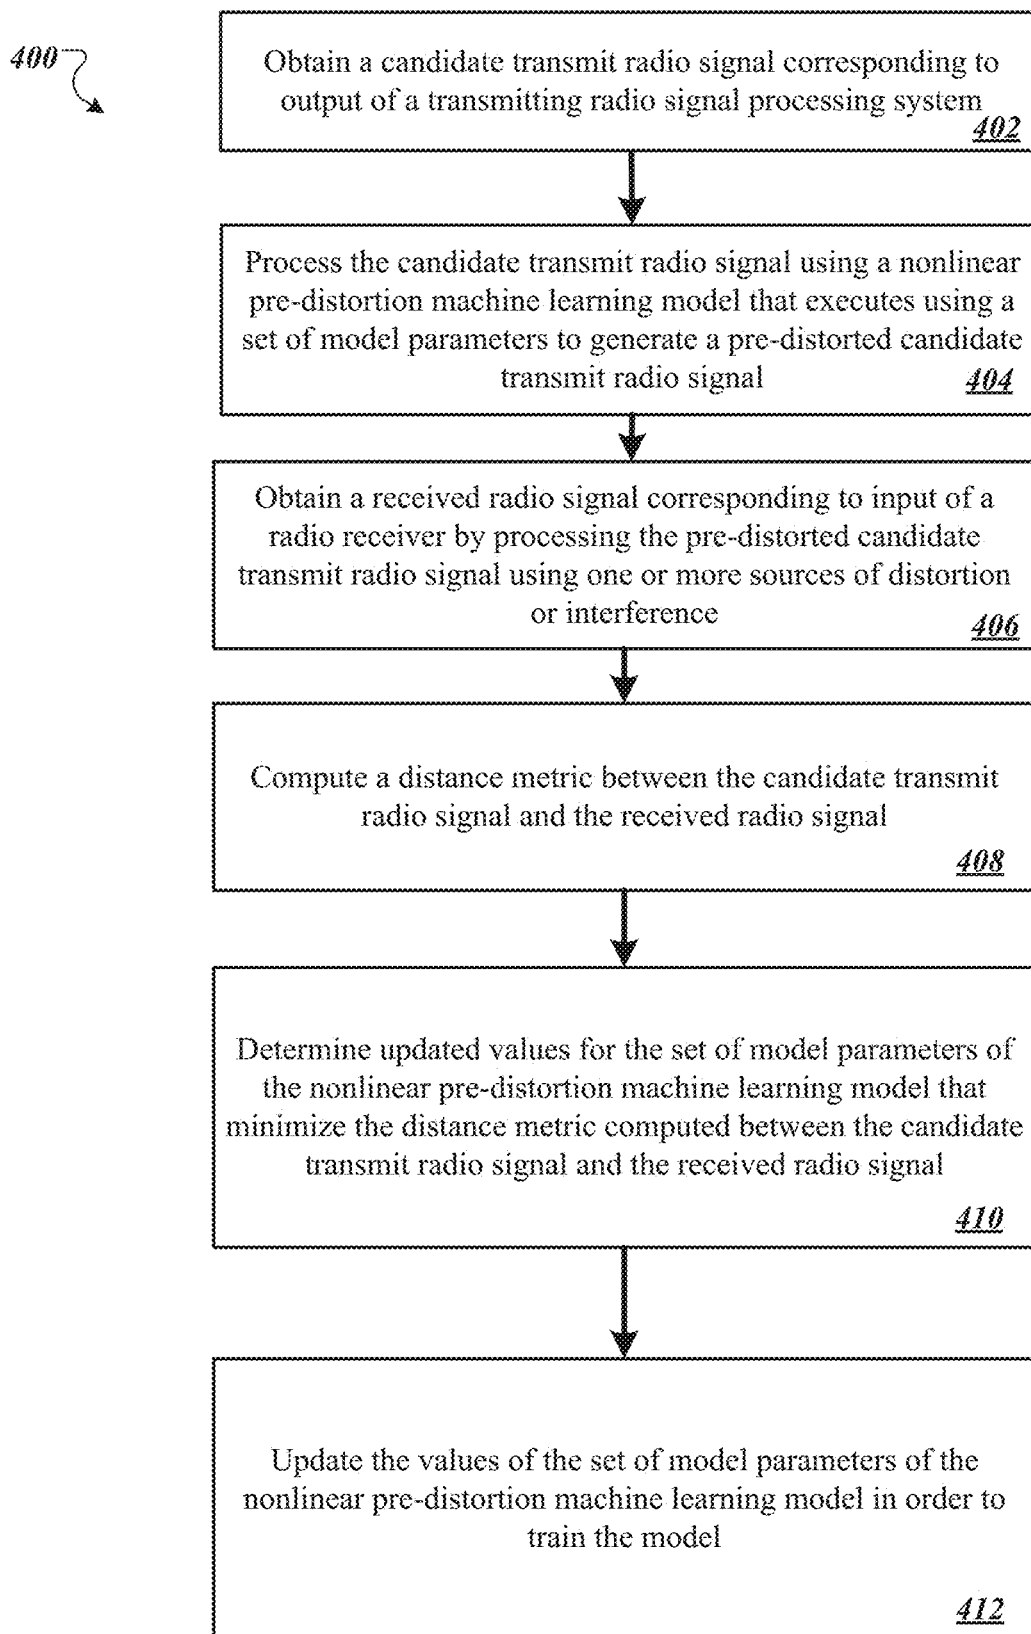 400
Obtain a candidate transmit radio signal corresponding to
output of a transmitting radio signal processing system
402
Process the candidate transmit radio signal using a nonlinear
pre-distortion machine learning model that executes using a
set of model parameters to generate a pre-distorted candidate
transmit radio signal
404
Obtain a received radio signal corresponding to input of a
radio receiver by processing the pre-distorted candidate
transmit radio signal using one or more sources of distortion
or interference
406
Compute a distance metric between the candidate transmit
radio signal and the received radio signal
408
Determine updated values for the set of model parameters of
the nonlinear pre-distortion machine learning model that
minimize the distance metric computed between the candidate
transmit radio signal and the received radio signal
410
Update the values of the set of model parameters of the
nonlinear pre-distortion machine learning model in order to
train the model
412